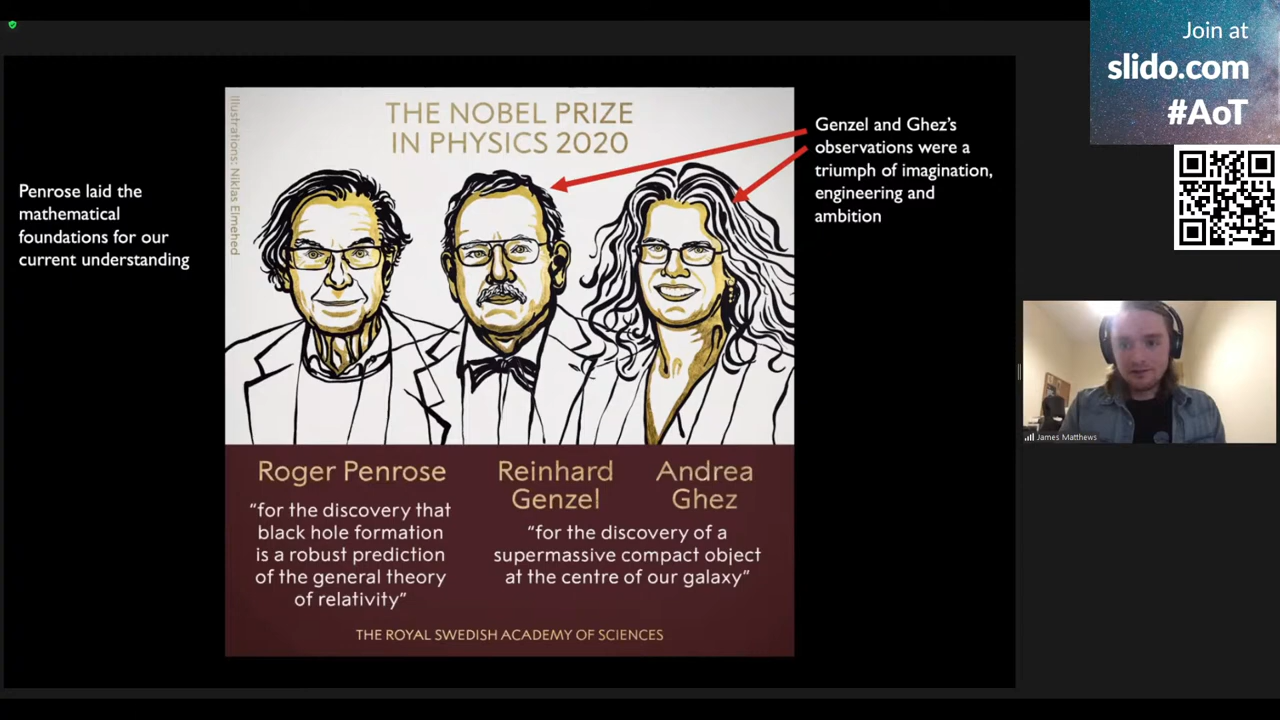 Join at
slido.com
#AoT
THE NOBEL PRIZE
IN PHYSICS 2020
Illustrations: Niklas Elmehed
Genzel and Ghez’s
observations were a
triumph of imagination,
engineering and
ambition
Penrose laid the
mathematical
foundations for our
current understanding
Roger Penrose
“for the discovery that
black hole formation
is a robust prediction
of the general theory
of relativity”
Reinhard
Genzel
Andrea
Ghez
“for the discovery of a
supermassive compact object
at the centre of our galaxy”
THE ROYAL SWEDISH ACADEMY OF SCIENCES
James Matthews